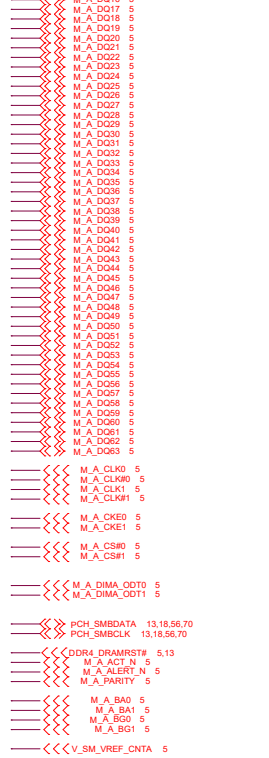 M_A_DQ16 5
M_A_DQ17 5
M_A_DQ18 5
M_A_DQ19 5
M_A_DQ20 5
M_A_DQ21 5
M_A_DQ22 5
M_A_DQ23 5
M_A_DQ24 5
M_A_DQ25 5
M_A_DQ26 5
M_A_DQ27 5
M_A_DQ28 5
M_A_DQ29 5
M_A_DQ30 5
M_A_DQ31 5
M_A_DQ32 5
M_A_DQ33 5
M_A_DQ34 5
M_A_DQ35 5
M_A_DQ36 5
M_A_DQ37 5
M_A_DQ38 5
M_A_DQ39 5
M_A_DQ40 5
M_A_DQ41 5
M_A_DQ42 5
M_A_DQ43 5
M_A_DQ44 5
M_A_DQ45 5
M_A_DQ46 5
M_A_DQ47 5
M_A_DQ48 5
M_A_DQ49 5
M_A_DQ50 5
M_A_DQ51 5
M_A_DQ52 5
M_A_DQ53 5
M_A_DQ54 5
M_A_DQ55 5
M_A_DQ56 5
M_A_DQ57 5
M_A_DQ58 5
M_A_DQ59 5
M_A_DQ60 5
M_A_DQ61 5
M_A_DQ62 5
M_A_DQ63 5
M_A_CLK0 5
M_A_CLK#0 5
M_A_CLK1 5
M_A_CLK#1 5
M_A_CKE0 5
M_A_CKE1 5
M_A_CS#0 5
M_A_CS#1 5
M_A_DIMA_ODT0 5
M_A_DIMA_ODT1 5
PCH_SMBDATA 13,18,56,70
PCH_SMBCLK 13,18,56,70
DDR4_DRAMRST# 5,13
M_A_ACT_N 5
M_A_ALERT_N 5
M_A_PARITY 5
M_A_BA0 5
M_A_BA1 5
M_A_BG0 5
M_A_BG1 5
V_SM_VREF_CNTA 5